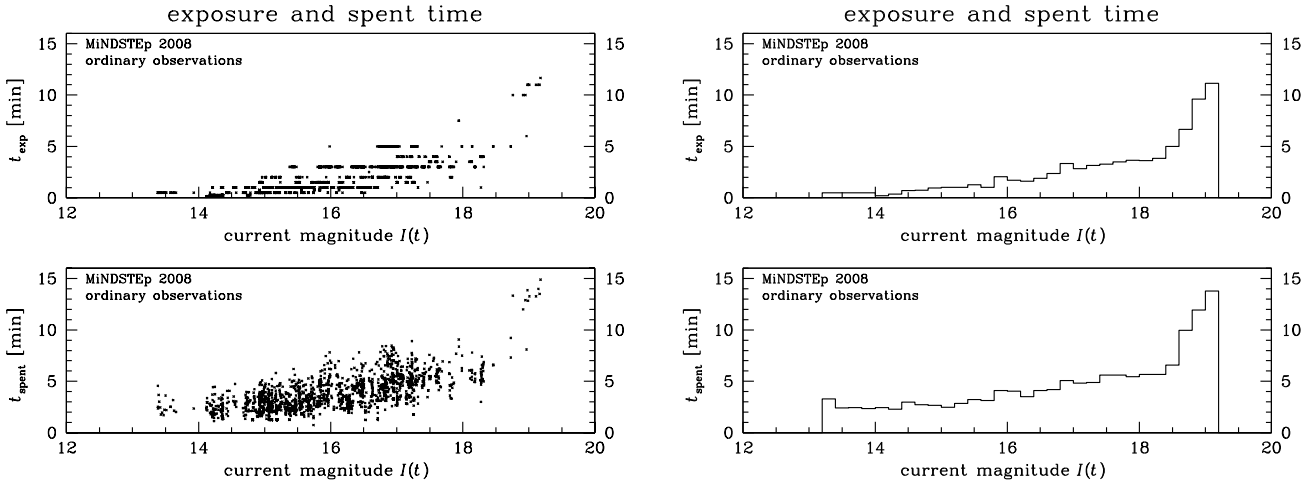 exposure and spent time
MiNDSTEp 2008
ordinary observations
t_exp [min]
0 5 10 15
0 5 10 15
12 14 16 18 20
current magnitude I(t)
exposure and spent time
MiNDSTEp 2008
ordinary observations
t_exp [min]
0 5 10 15
0 5 10 15
12 14 16 18 20
current magnitude I(t)
MiNDSTEp 2008
ordinary observations
t_spent [min]
0 5 10 15
0 5 10 15
12 14 16 18 20
current magnitude I(t)
MiNDSTEp 2008
ordinary observations
t_spent [min]
0 5 10 15
0 5 10 15
12 14 16 18 20
current magnitude I(t)